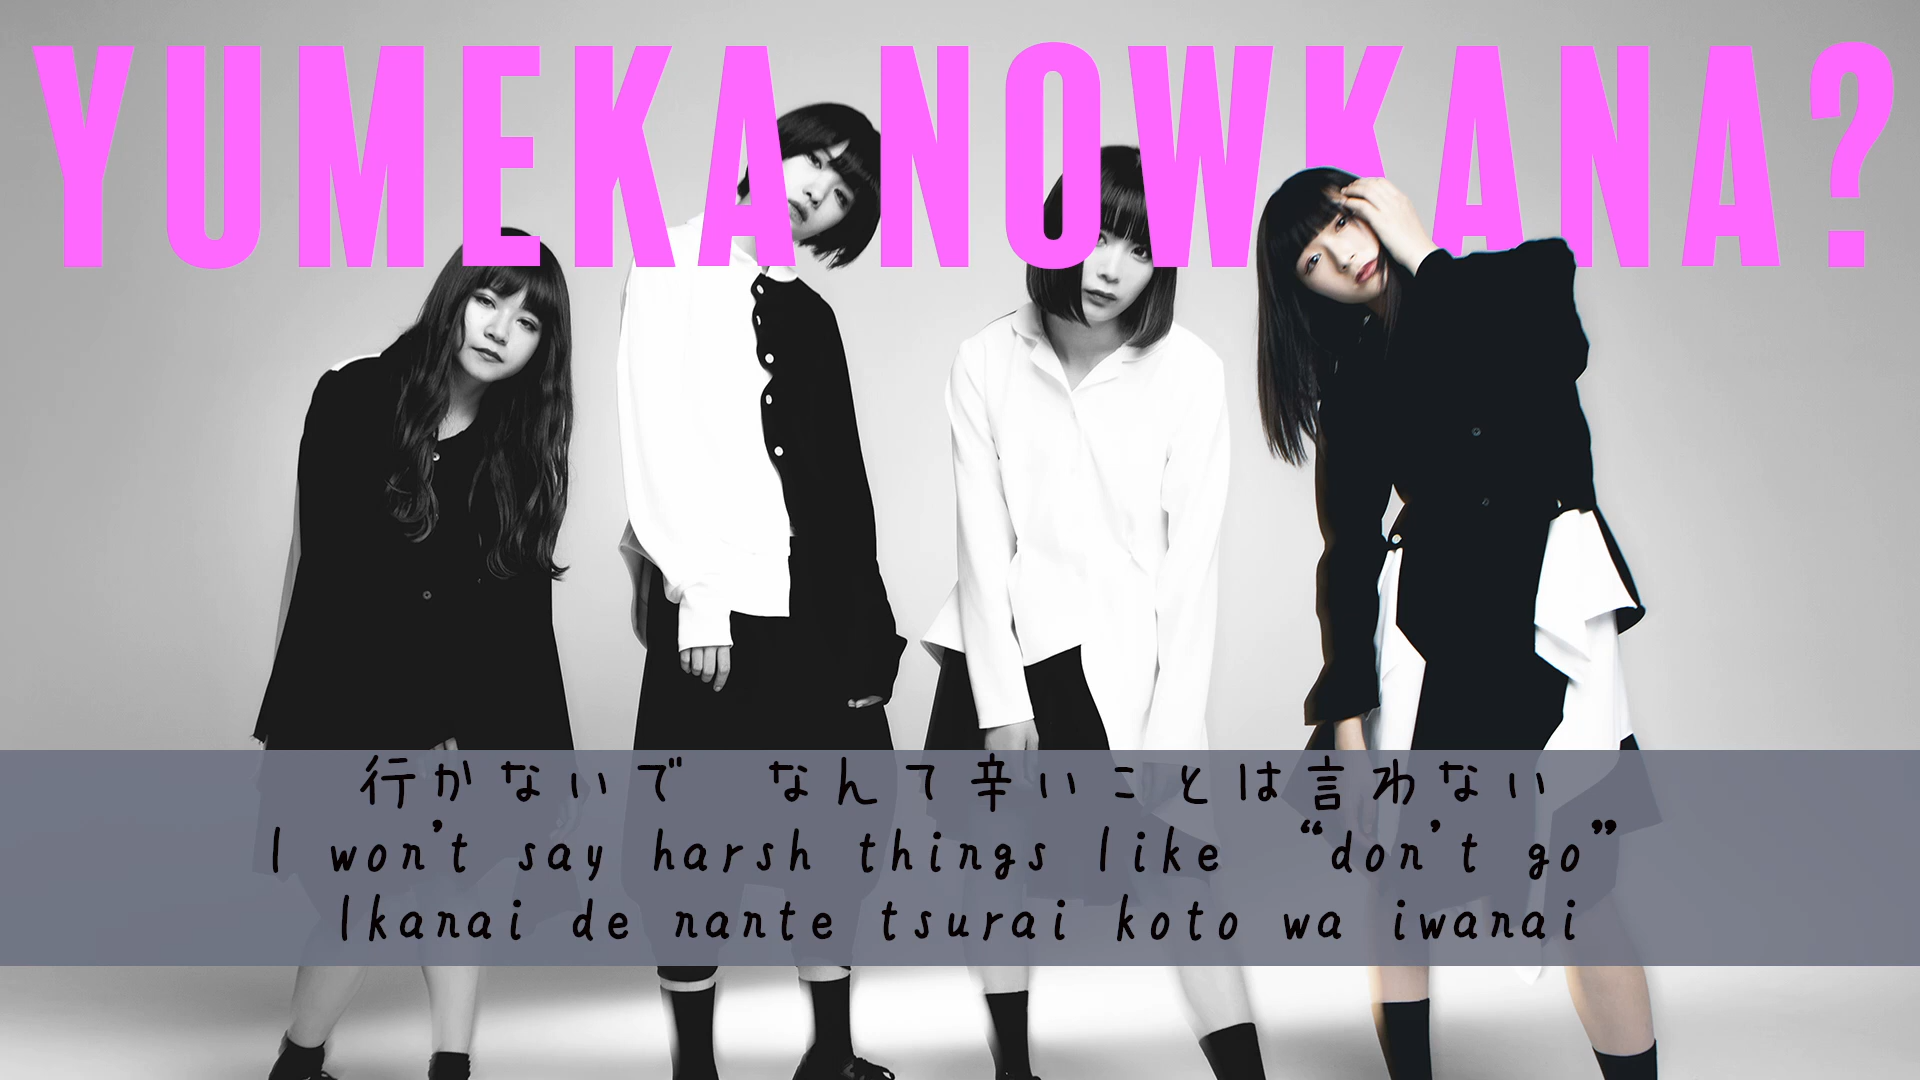 YUMEKA NOWKANA?
行かないで　なんて辛いことは言わない
I won't say harsh things like “don't go”
Ikanai de nante tsurai koto wa iwanai